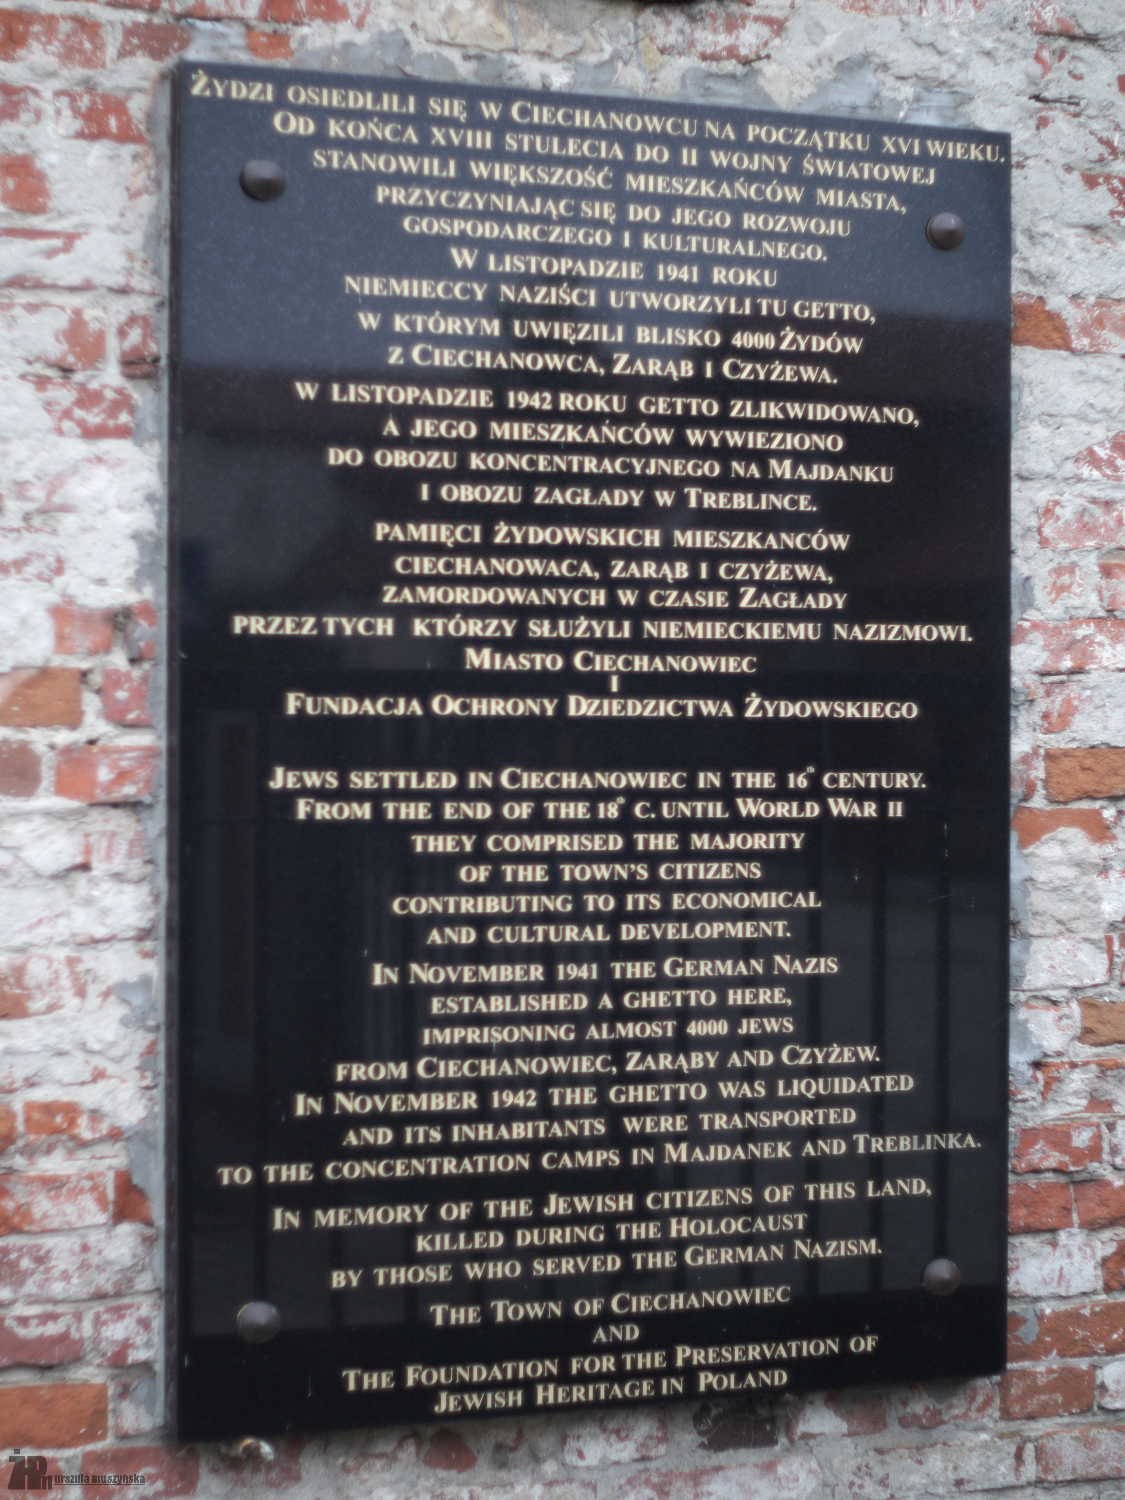 Żydzi osiedlili się w Ciechanowcu na początku XVI wieku.
Od końca XVIII stulecia do II wojny światowej
stanowili większość mieszkańców miasta,
przyczyniając się do jego rozwoju
gospodarczego i kulturalnego.
W listopadzie 1941 roku
niemieccy naziści utworzyli tu getto,
w którym uwięzili blisko 4000 Żydów
z Ciechanowca, Zarąb i Czyżewa.
w listopadzie 1942 roku getto zlikwidowano,
a jego mieszkańców wywieziono
do obozu koncentracyjnego na Majdanku
i obozu zagłady w Treblince.
pamięci żydowskich mieszkanców
ciechanowaca, zarąb i czyżewa,
zamordowanych w czasie Zagłady
przez tych którzy służyli niemieckiemu nazizmowi.
Miasto Ciechanowiec
i
Fundacja Ochrony Dziedzictwa Żydowskiego
Jews settled in Ciechanowiec in the 16th century.
From the end of the 18th c. until World War II
they comprised the majority
of the town's citizens
contributing to its economical
and cultural development.
In November 1941 the German Nazis
established a ghetto here,
imprisoning almost 4000 Jews
from Ciechanowiec, Zaręby and Czyżew.
In November 1942 the ghetto was liquidated
and its inhabitants were transported
to the concentration camps in Majdanek and Treblinka.
In memory of the Jewish citizens of this land,
killed during the Holocaust
by those who served the German Nazism.
The Town of Ciechanowiec
and
The Foundation for the Preservation of
Jewish Heritage in Poland
urszula muszyńska